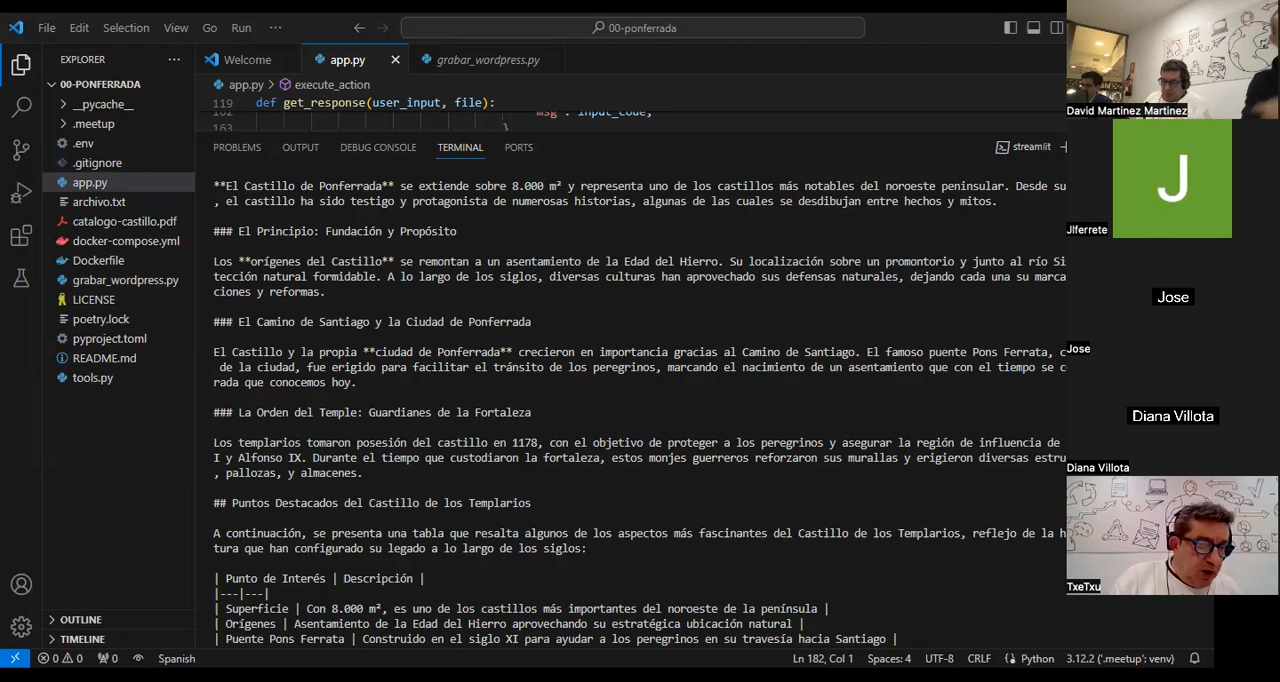 File Edit Selection View Go Run ··· 00-ponferrada
EXPLORER ···
00-PONFERRADA
__pycache__
.meetup
.env
.gitignore
app.py
archivo.txt
catalogo-castillo.pdf
docker-compose.yml
Dockerfile
grabar_wordpress.py
LICENSE
poetry.lock
pyproject.toml
README.md
tools.py
OUTLINE
TIMELINE
Welcome app.py grabar_wordpress.py
app.py > execute_action
119 def get_response(user_input, file):
162 "msg": input_code,
163 }
PROBLEMS OUTPUT DEBUG CONSOLE TERMINAL PORTS streamlit
**El Castillo de Ponferrada** se extiende sobre 8.000 m² y representa uno de los castillos más notables del noroeste peninsular. Desde su
, el castillo ha sido testigo y protagonista de numerosas historias, algunas de las cuales se desdibujan entre hechos y mitos.
### El Principio: Fundación y Propósito
Los **orígenes del Castillo** se remontan a un asentamiento de la Edad del Hierro. Su localización sobre un promontorio y junto al río Si
tección natural formidable. A lo largo de los siglos, diversas culturas han aprovechado sus defensas naturales, dejando cada una su marca
ciones y reformas.
### El Camino de Santiago y la Ciudad de Ponferrada
El Castillo y la propia **ciudad de Ponferrada** crecieron en importancia gracias al Camino de Santiago. El famoso puente Pons Ferrata, c
de la ciudad, fue erigido para facilitar el tránsito de los peregrinos, marcando el nacimiento de un asentamiento que con el tiempo se c
rada que conocemos hoy.
### La Orden del Temple: Guardianes de la Fortaleza
Los templarios tomaron posesión del castillo en 1178, con el objetivo de proteger a los peregrinos y asegurar la región de influencia de
I y Alfonso IX. Durante el tiempo que custodiaron la fortaleza, estos monjes guerreros reforzaron sus murallas y erigieron diversas estru
, pallozas, y almacenes.
## Puntos Destacados del Castillo de los Templarios
A continuación, se presenta una tabla que resalta algunos de los aspectos más fascinantes del Castillo de los Templarios, reflejo de la h
tura que han configurado su legado a lo largo de los siglos:
| Punto de Interés | Descripción |
|---|---|
| Superficie | Con 8.000 m², es uno de los castillos más importantes del noroeste de la península |
| Orígenes | Asentamiento de la Edad del Hierro aprovechando su estratégica ubicación natural |
| Puente Pons Ferrata | Construido en el siglo XI para ayudar a los peregrinos en su travesía hacia Santiago |
0 0 0 Spanish Ln 182, Col 1 Spaces: 4 UTF-8 CRLF Python 3.12.2 ('.meetup': venv)
David Martinez Martinez
J
Jlferrete
Jose
Jose
Diana Villota
Diana Villota
TxeTxu